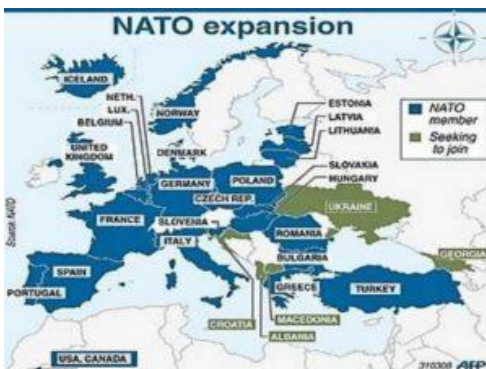 NATO expansion
ICELAND
NETH.
LUX.
BELGIUM
NORWAY
ESTONIA
LATVIA
LITHUANIA
NATO
member
Seeking
to join
UNITED
KINGDOM
DENMARK
SLOVAKIA
HUNGARY
GERMANY
POLAND
CZECH REP.
UKRAINE
FRANCE
SLOVENIA
ROMANIA
ITALY
BULGARIA
GEORGIA
SPAIN
PORTUGAL
GREECE
TURKEY
CROATIA
MACEDONIA
ALBANIA
USA, CANADA
Source: NATO
310308 AFP